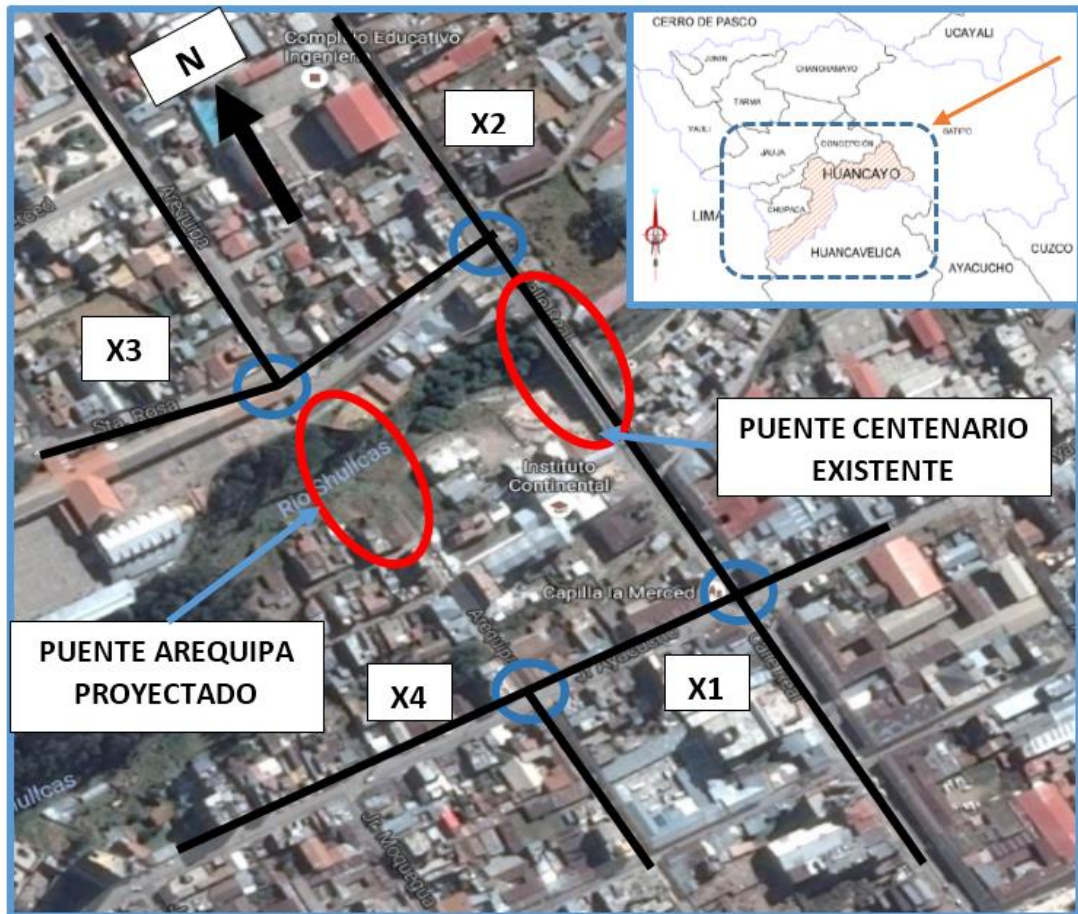 N
Complejo Educativo
Ingeniería
X2
Arequipa
X3
Sta. Rosa
Río Shullcas
Instituto
Continental
PUENTE CENTENARIO
EXISTENTE
Capilla la Merced
PUENTE AREQUIPA
PROYECTADO
X4
X1
Jr. Ayacucho
Arequipa
Jr. Moquegua
CERRO DE PASCO
UCAYALI
JUNIN
CHANCHAMAYO
TARMA
YAULI
JAUJA
CONCEPCIÓN
SATIPO
HUANCAYO
CHUPACA
LIMA
HUANCAVELICA
AYACUCHO
CUZCO